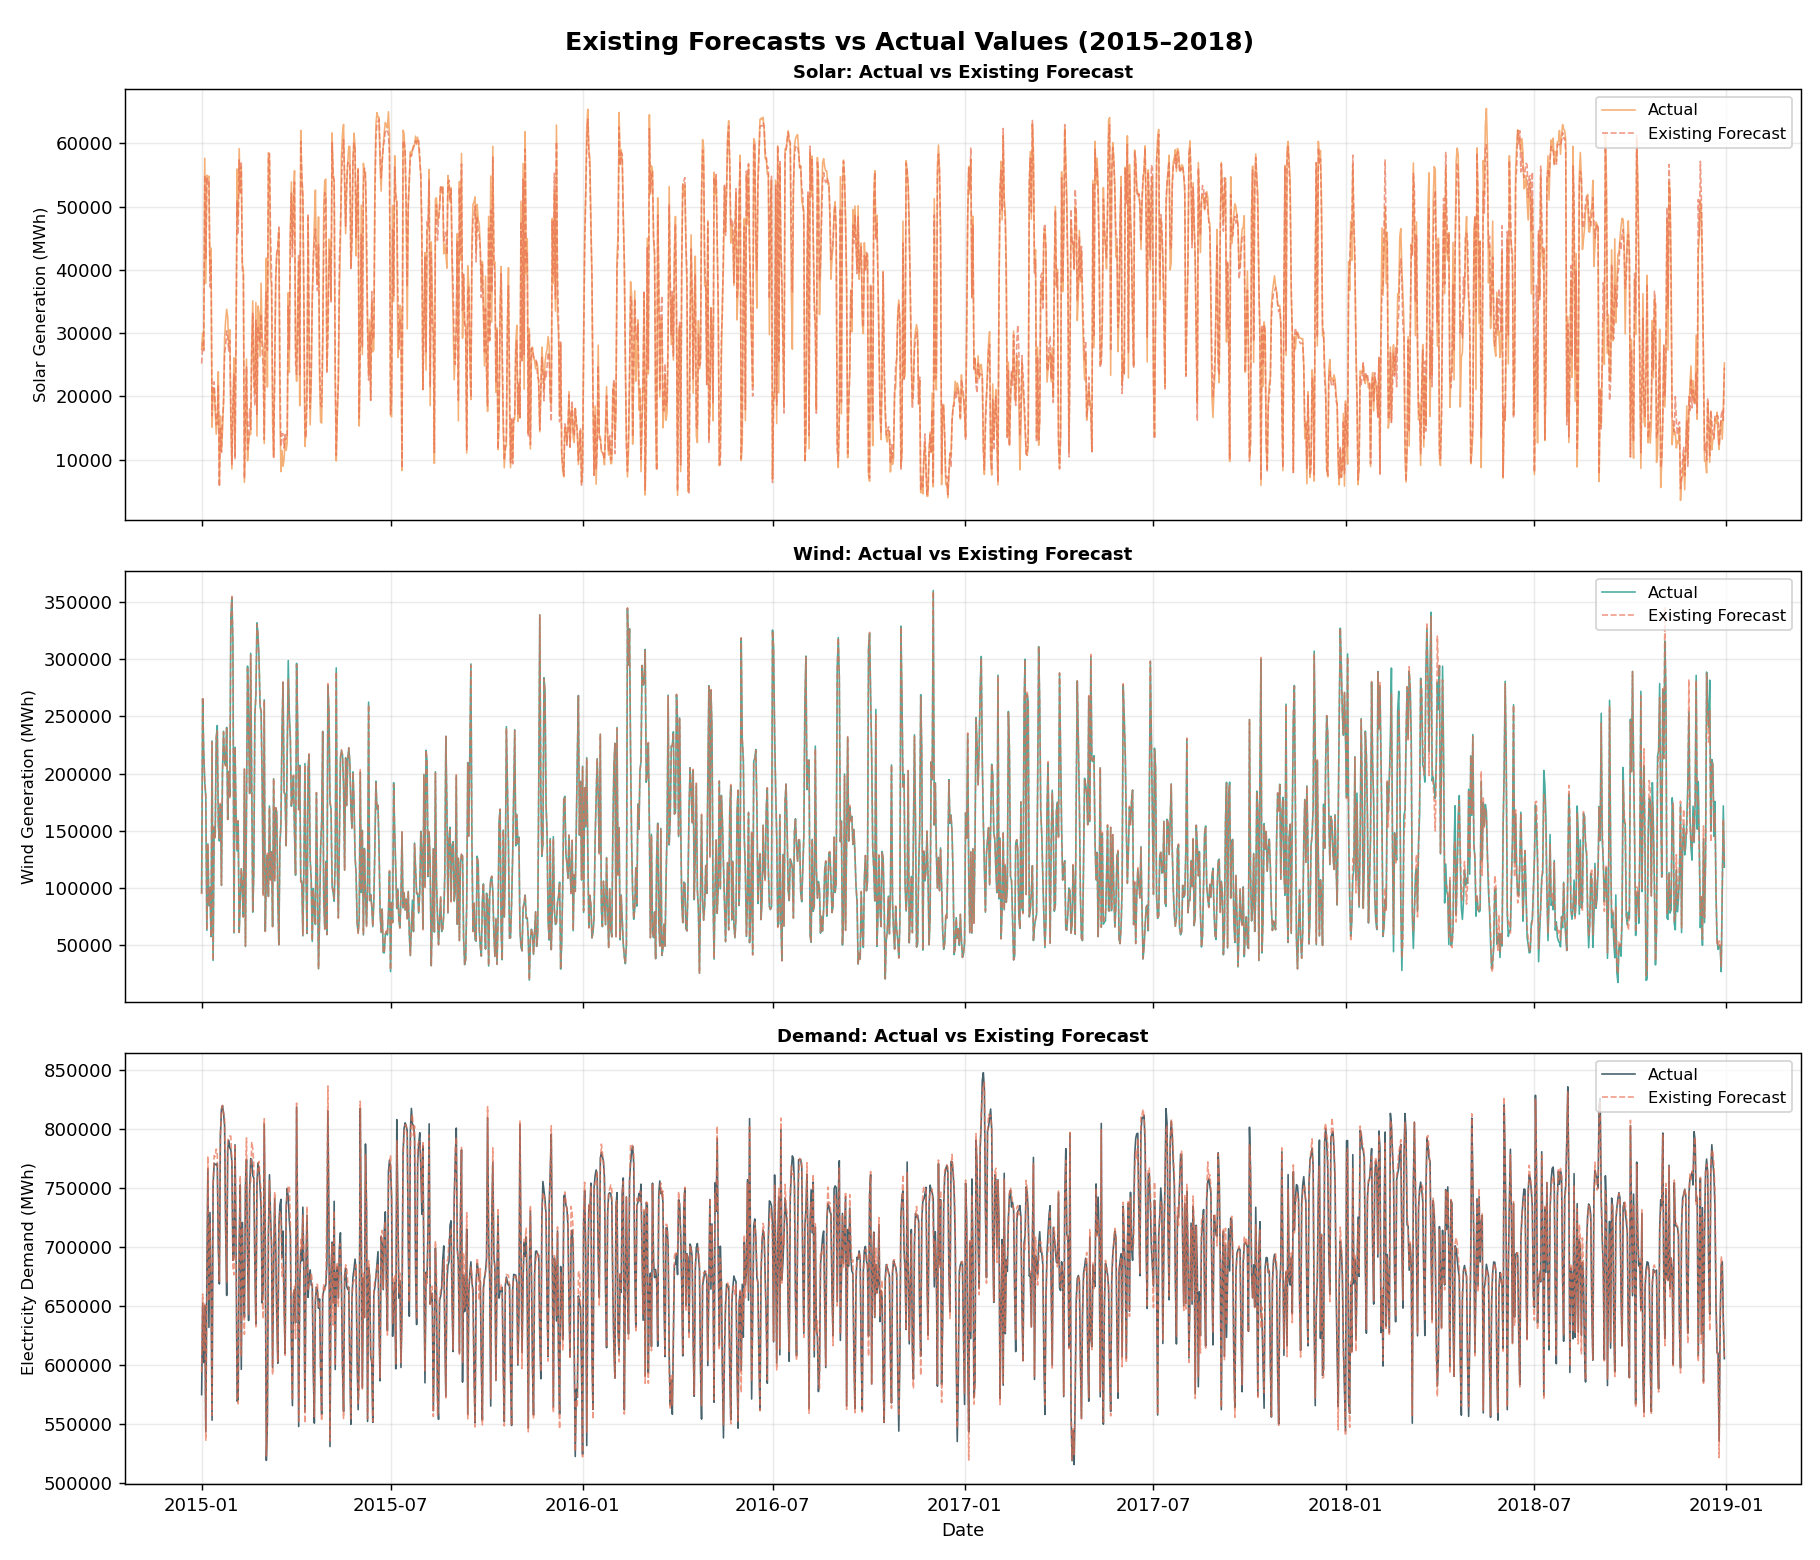 Existing Forecasts vs Actual Values (2015–2018)
Solar: Actual vs Existing Forecast
Actual
Existing Forecast
Solar Generation (MWh)
60000
50000
40000
30000
20000
10000
Wind: Actual vs Existing Forecast
Actual
Existing Forecast
Wind Generation (MWh)
350000
300000
250000
200000
150000
100000
50000
Demand: Actual vs Existing Forecast
Actual
Existing Forecast
Electricity Demand (MWh)
850000
800000
750000
700000
650000
600000
550000
500000
2015-01 2015-07 2016-01 2016-07 2017-01 2017-07 2018-01 2018-07 2019-01
Date